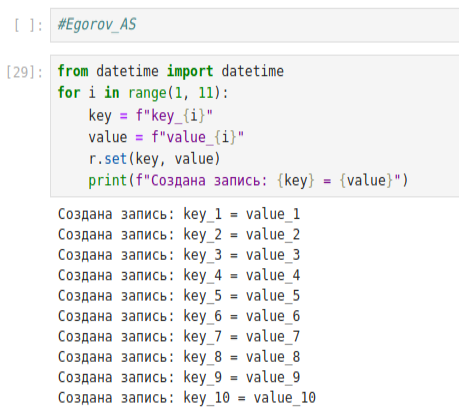 [ ]: #Egorov_AS
[29]: from datetime import datetime
for i in range(1, 11):
    key = f"key_{i}"
    value = f"value_{i}"
    r.set(key, value)
    print(f"Создана запись: {key} = {value}")
Создана запись: key_1 = value_1
Создана запись: key_2 = value_2
Создана запись: key_3 = value_3
Создана запись: key_4 = value_4
Создана запись: key_5 = value_5
Создана запись: key_6 = value_6
Создана запись: key_7 = value_7
Создана запись: key_8 = value_8
Создана запись: key_9 = value_9
Создана запись: key_10 = value_10